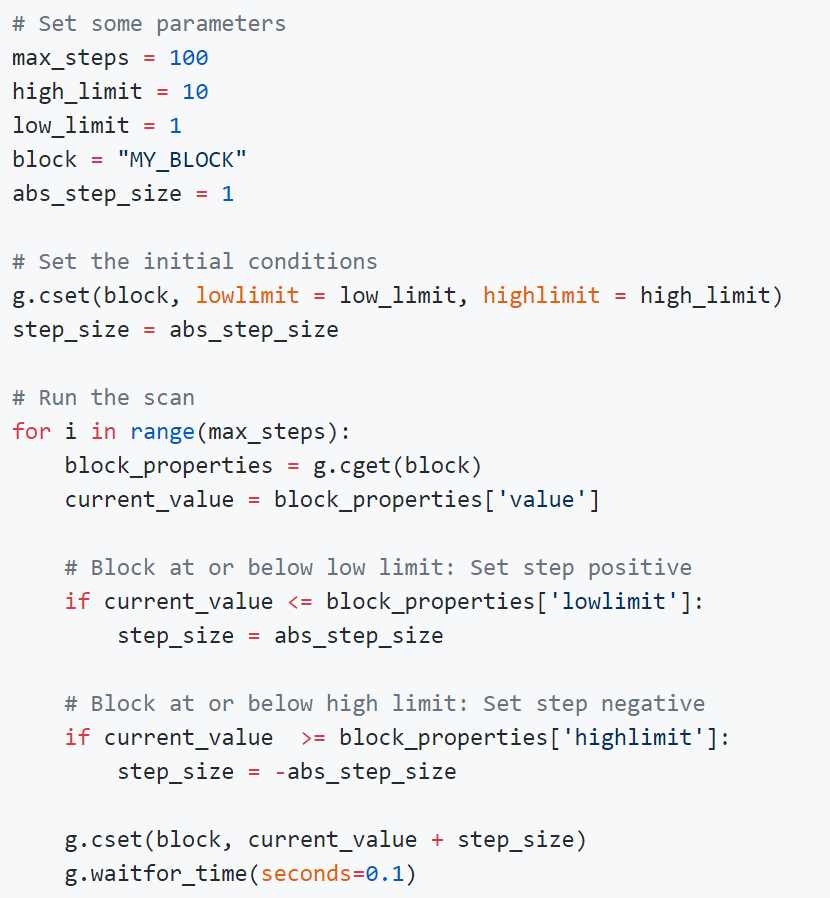 # Set some parameters
max_steps = 100
high_limit = 10
low_limit = 1
block = "MY_BLOCK"
abs_step_size = 1

# Set the initial conditions
g.cset(block, lowlimit = low_limit, highlimit = high_limit)
step_size = abs_step_size

# Run the scan
for i in range(max_steps):
    block_properties = g.cget(block)
    current_value = block_properties['value']

    # Block at or below low limit: Set step positive
    if current_value <= block_properties['lowlimit']:
        step_size = abs_step_size

    # Block at or below high limit: Set step negative
    if current_value  >= block_properties['highlimit']:
        step_size = -abs_step_size

    g.cset(block, current_value + step_size)
    g.waitfor_time(seconds=0.1)